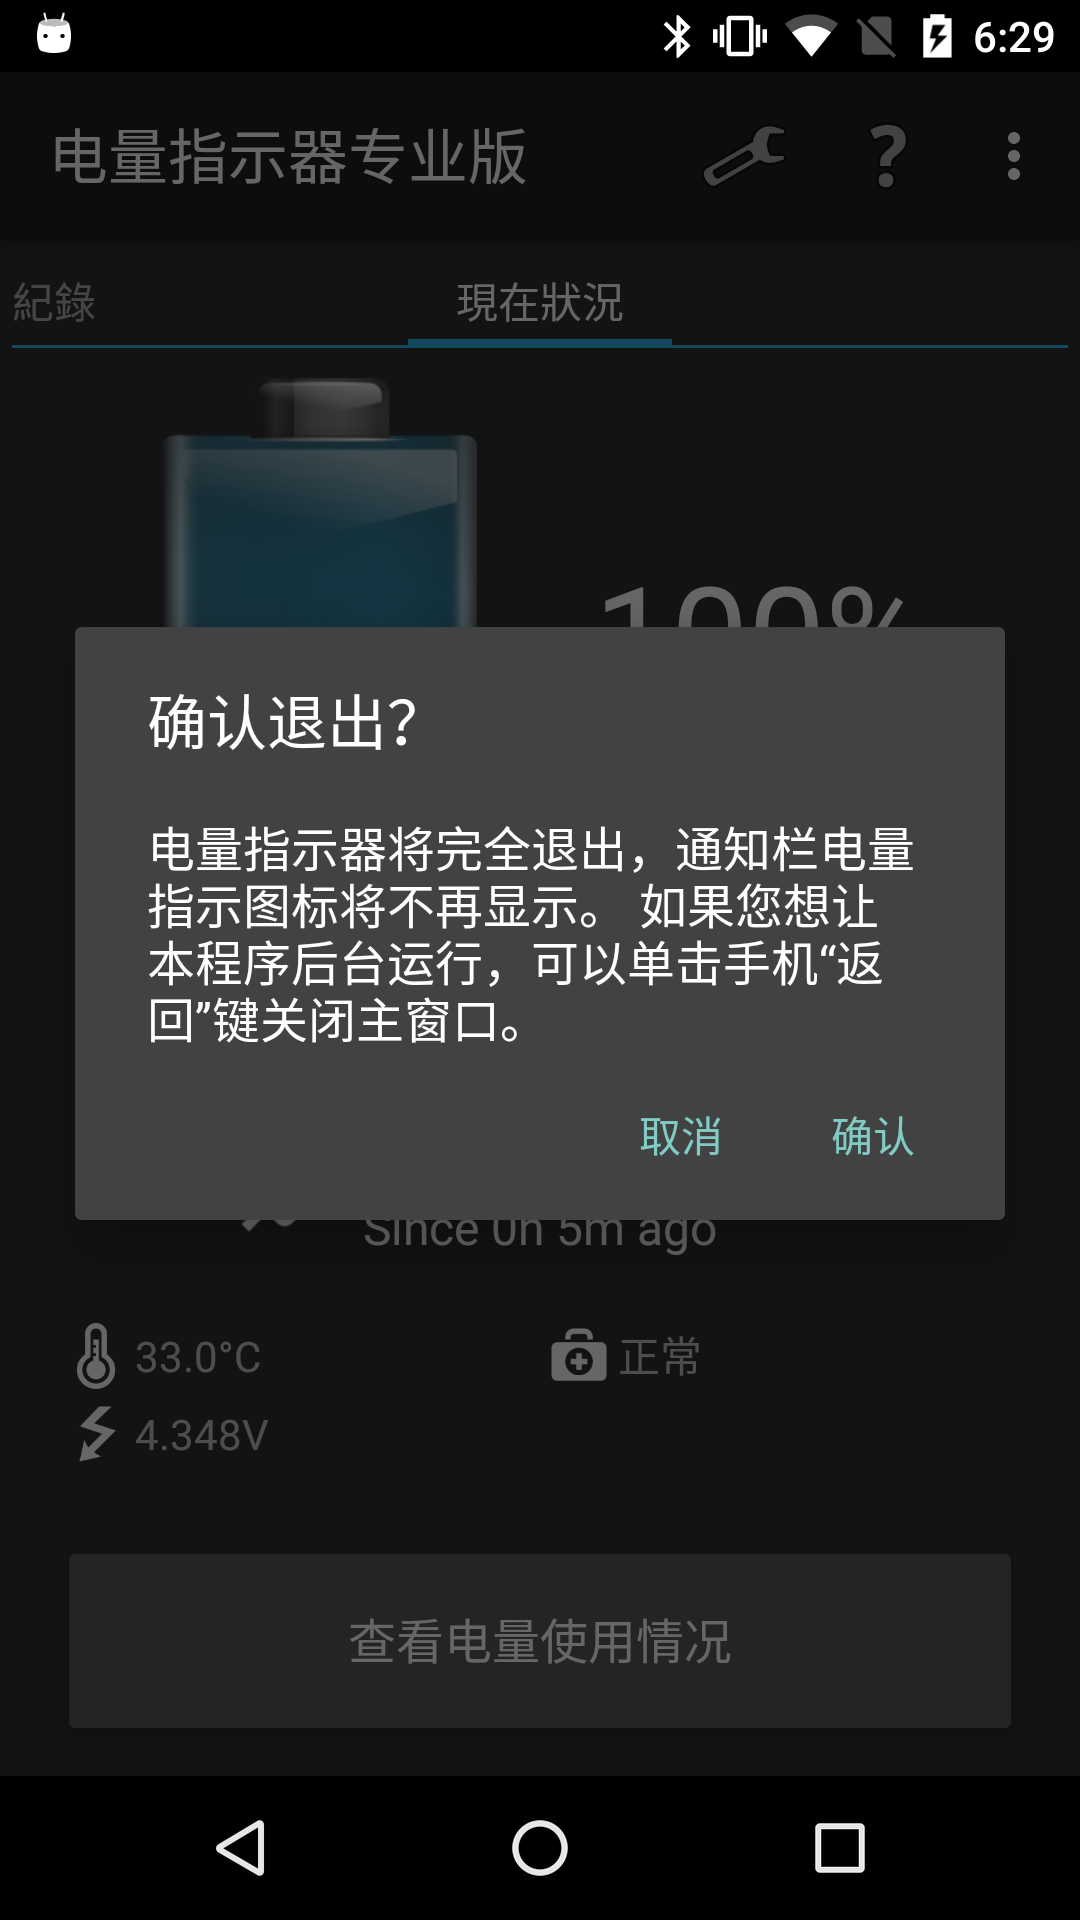 6:29
电量指示器专业版
紀錄
現在狀況
100%
确认退出？
电量指示器将完全退出，通知栏电量
指示图标将不再显示。 如果您想让
本程序后台运行，可以单击手机“返
回”键关闭主窗口。
取消
确认
Since 0h 5m ago
33.0°C
正常
4.348V
查看电量使用情况